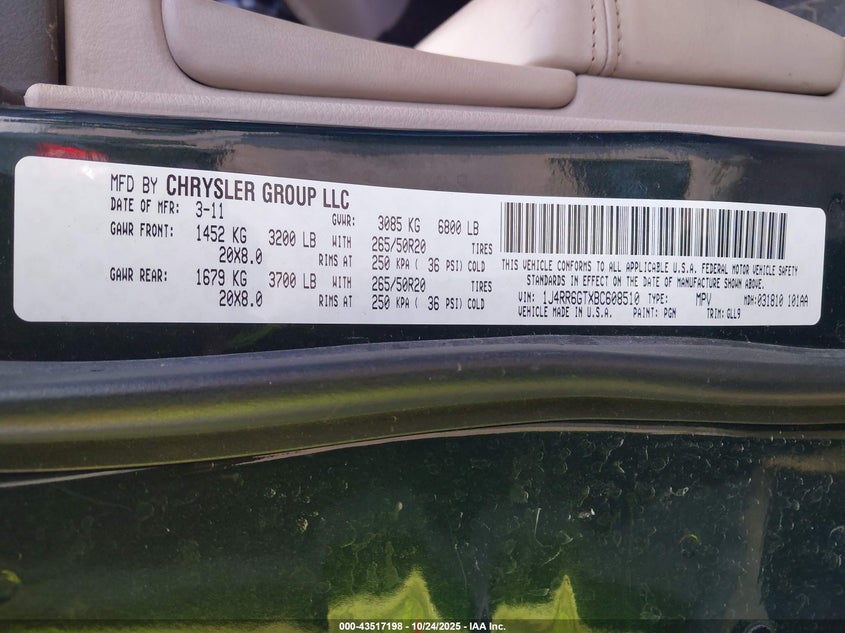 MFD BY CHRYSLER GROUP LLC
DATE OF MFR: 3-11 GVWR: 3085 KG 6800 LB
GAWR FRONT: 1452 KG 3200 LB WITH 265/50R20 TIRES
20X8.0 RIMS AT 250 KPA ( 36 PSI) COLD
GAWR REAR: 1679 KG 3700 LB WITH 265/50R20 TIRES
20X8.0 RIMS AT 250 KPA( 36 PSI) COLD
THIS VEHICLE CONFORMS TO ALL APPLICABLE U.S.A. FEDERAL MOTOR VEHICLE SAFETY
STANDARDS IN EFFECT ON THE DATE OF MANUFACTURE SHOWN ABOVE.
VIN: 1J4RR6GTXBC608510 TYPE: MPV MDH:031810 101AA
VEHICLE MADE IN U.S.A. PAINT: PGN TRIM:GLL9
000-43517198 - 10/24/2025 - IAA Inc.